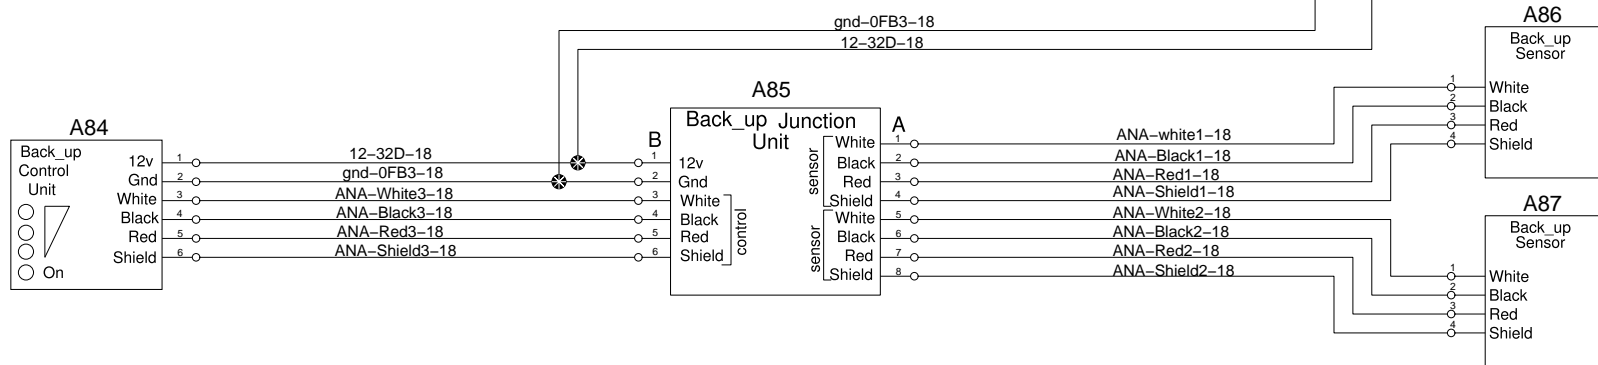 gnd-0FB3-18
12-32D-18
A84
Back_up
Control
Unit
On
12v 1
Gnd 2
White 3
Black 4
Red 5
Shield 6
12-32D-18
gnd-0FB3-18
ANA-White3-18
ANA-Black3-18
ANA-Red3-18
ANA-Shield3-18
A85
Back_up Junction
Unit
B
1 12v
2 Gnd
3 White
4 Black
5 Red
6 Shield
control
A
sensor
White 1
Black 2
Red 3
Shield 4
sensor
White 5
Black 6
Red 7
Shield 8
ANA-white1-18
ANA-Black1-18
ANA-Red1-18
ANA-Shield1-18
ANA-White2-18
ANA-Black2-18
ANA-Red2-18
ANA-Shield2-18
A86
Back_up
Sensor
1 White
2 Black
3 Red
4 Shield
A87
Back_up
Sensor
1 White
2 Black
3 Red
4 Shield